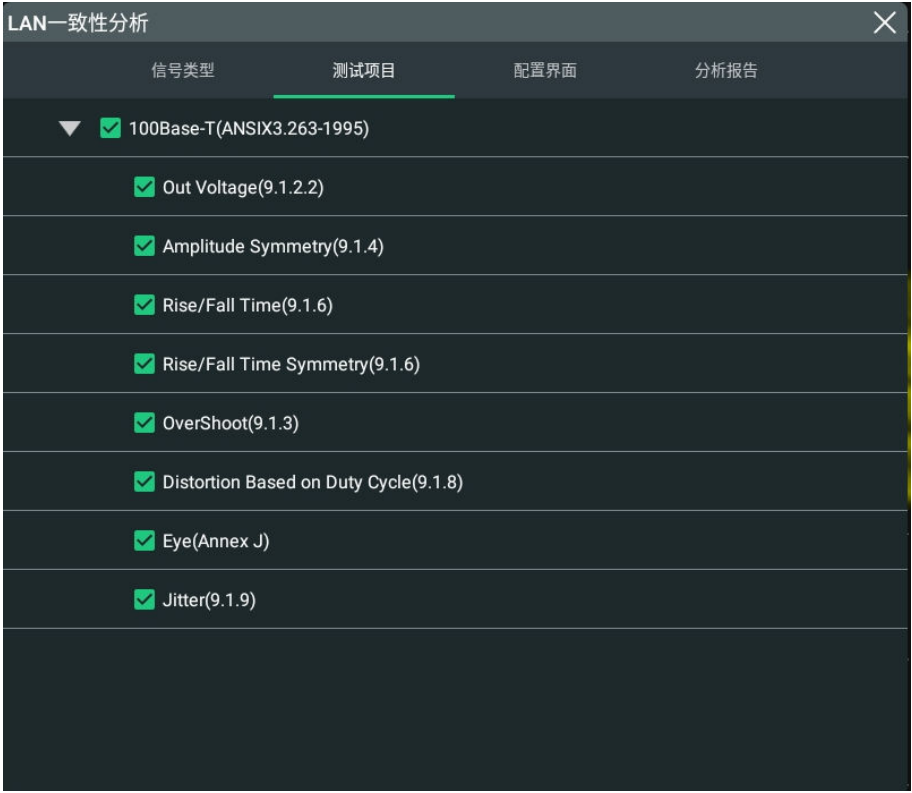 LAN一致性分析
信号类型 测试项目 配置界面 分析报告
100Base-T(ANSIX3.263-1995)
Out Voltage(9.1.2.2)
Amplitude Symmetry(9.1.4)
Rise/Fall Time(9.1.6)
Rise/Fall Time Symmetry(9.1.6)
OverShoot(9.1.3)
Distortion Based on Duty Cycle(9.1.8)
Eye(Annex J)
Jitter(9.1.9)